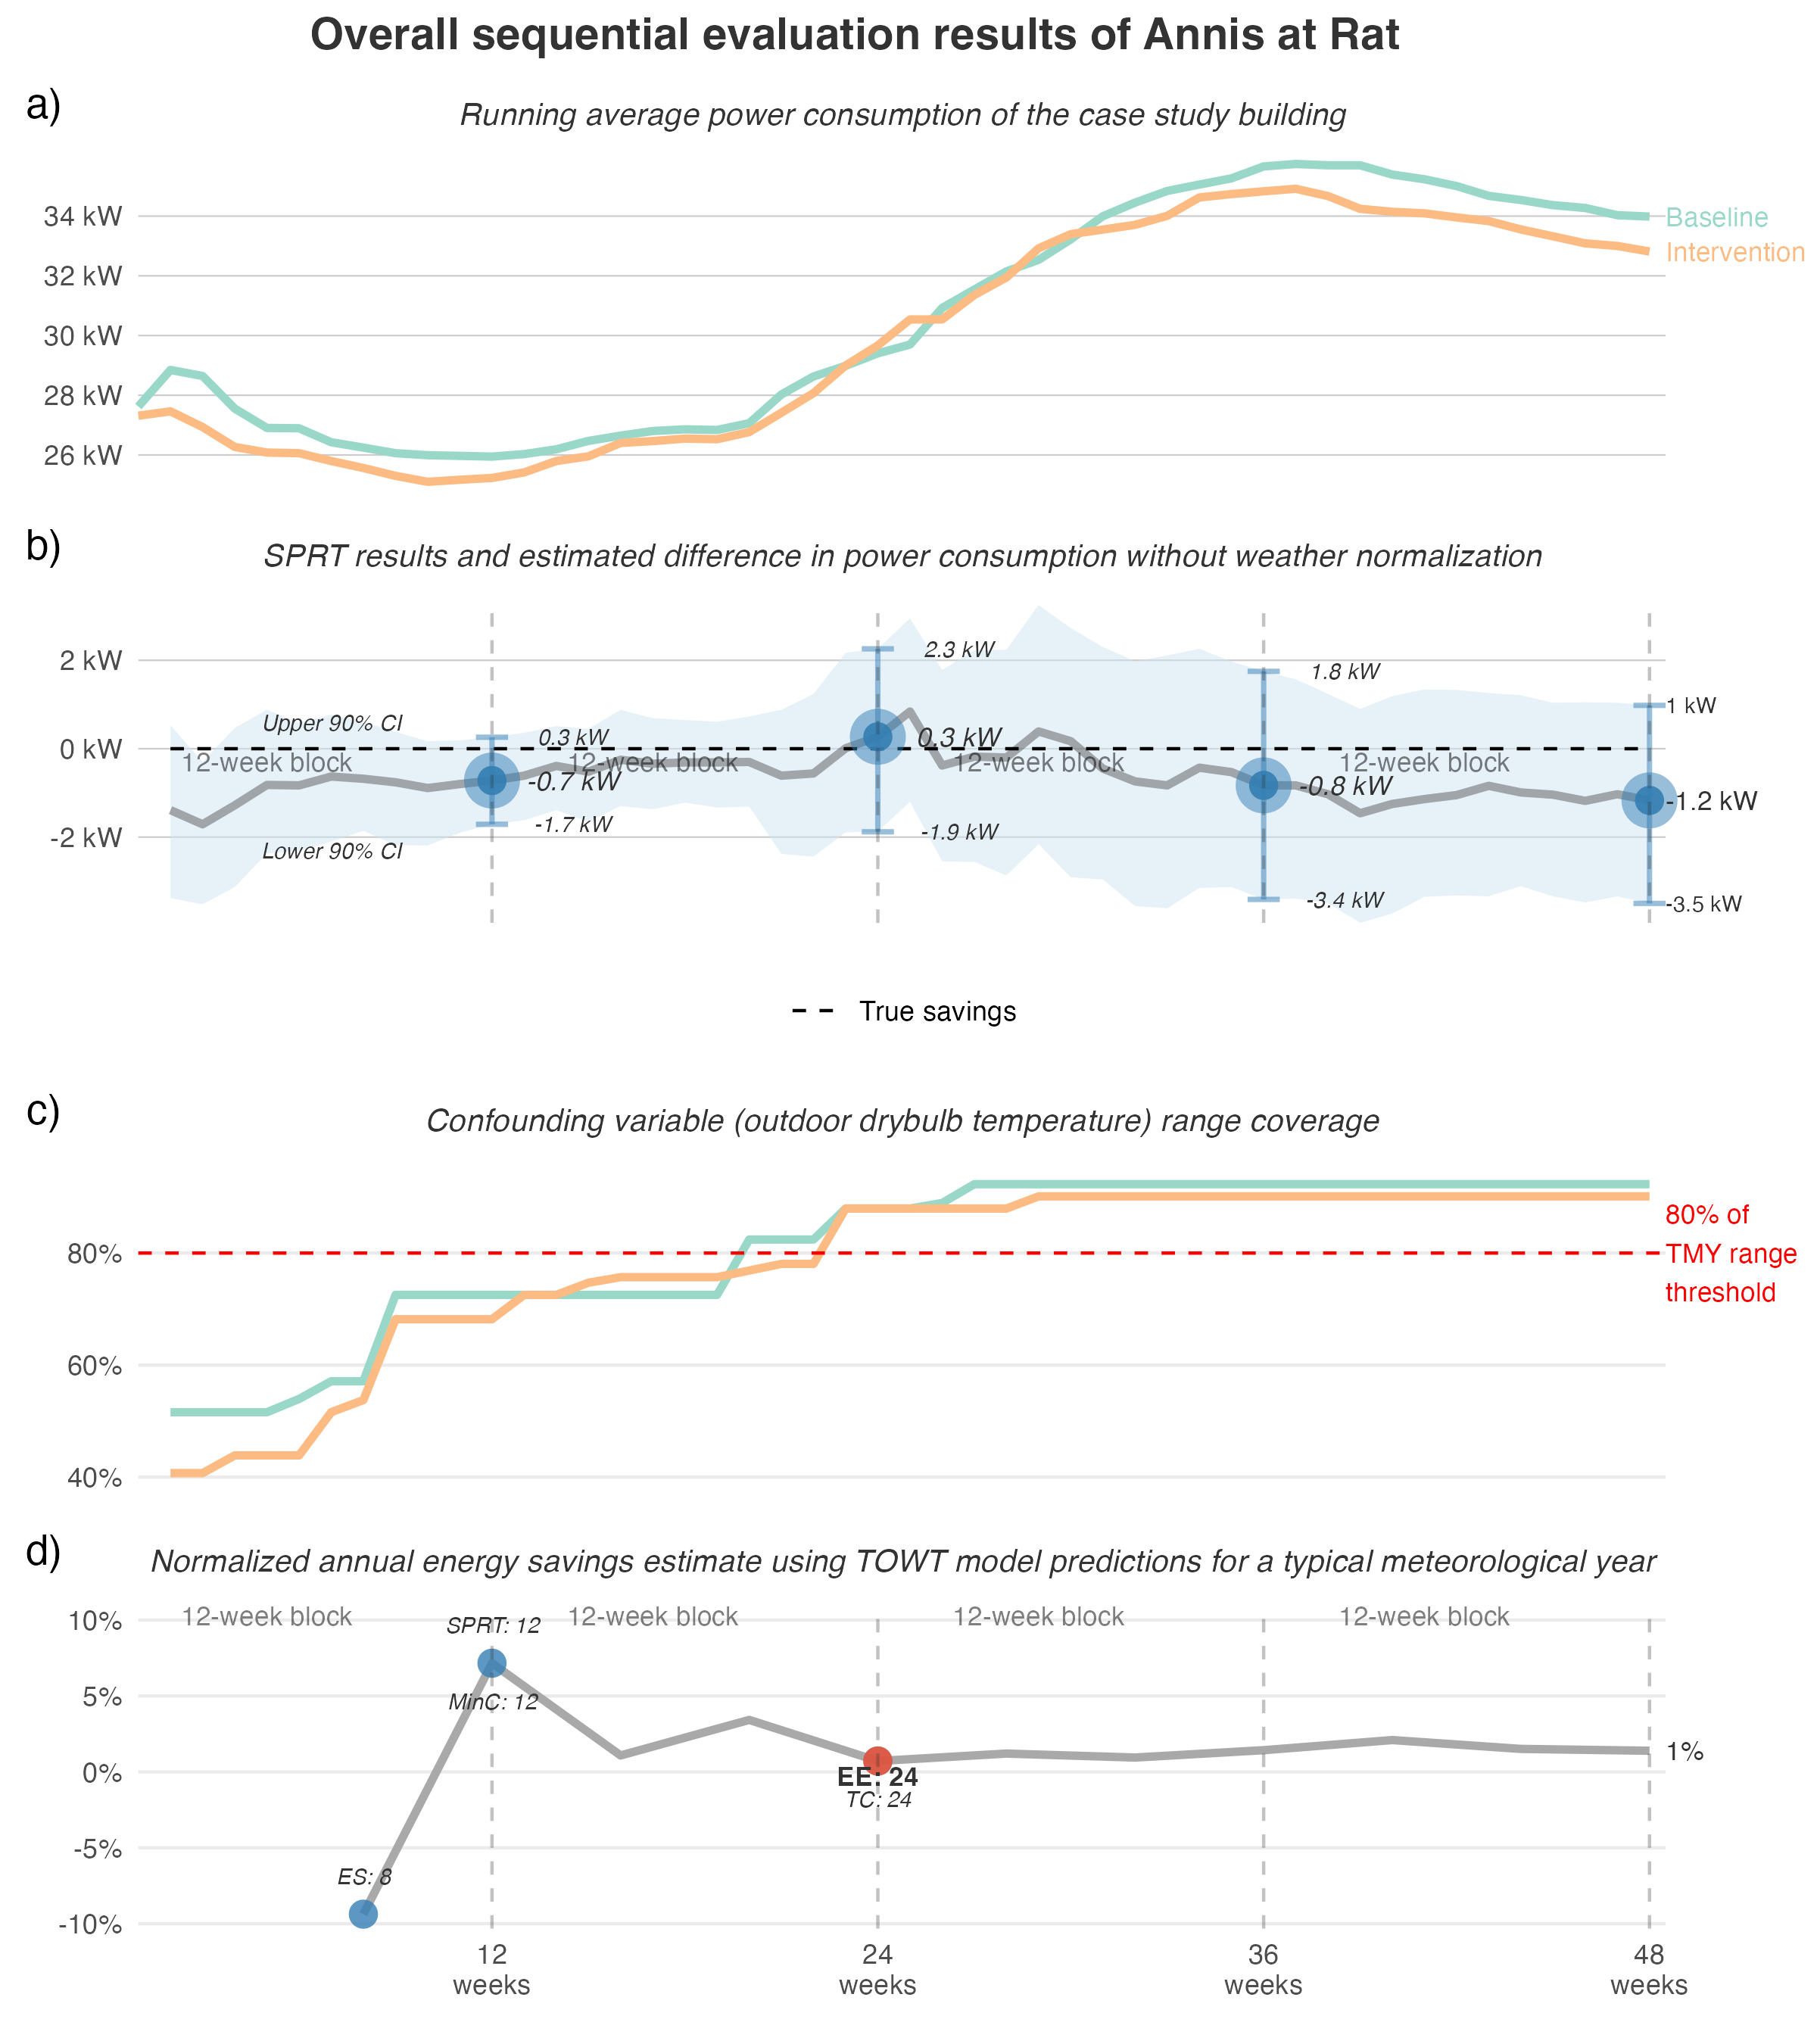 Overall sequential evaluation results of Annis at Rat
a)
Running average power consumption of the case study building
34 kW
32 kW
30 kW
28 kW
26 kW
Baseline
Intervention
b)
SPRT results and estimated difference in power consumption without weather normalization
2 kW
0 kW
-2 kW
Upper 90% CI
Lower 90% CI
12-week block
12-week block
12-week block
12-week block
0.3 kW
-0.7 kW
-1.7 kW
2.3 kW
0.3 kW
-1.9 kW
1.8 kW
-0.8 kW
-3.4 kW
1 kW
-1.2 kW
-3.5 kW
True savings
c)
Confounding variable (outdoor drybulb temperature) range coverage
80%
60%
40%
80% of
TMY range
threshold
d)
Normalized annual energy savings estimate using TOWT model predictions for a typical meteorological year
10%
5%
0%
-5%
-10%
12-week block
12-week block
12-week block
12-week block
SPRT: 12
MinC: 12
ES: 8
EE: 24
TC: 24
1%
12
weeks
24
weeks
36
weeks
48
weeks